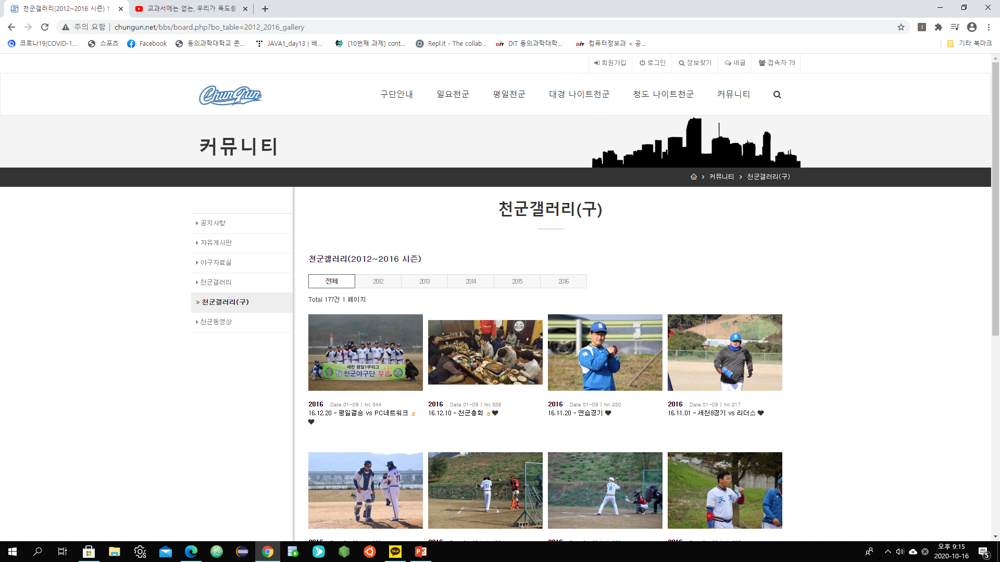 천군갤러리(2012~2016 시즌) 1
교과서에는 없는, 우리가 독도를
주의 요함
chungun.net/bbs/board.php?bo_table=2012_2016_gallery
코로나19(COVID-1...
스포츠
Facebook
동의과학대학교 콘...
JAVA1_day13 | 배...
[10번째 과제] cont...
Repl.it - The collab...
DIT 동의과학대학...
컴퓨터정보과 < 공...
기타 북마크
회원가입
로그인
정보찾기
새글
접속자 79
ChunGun
구단안내
일요천군
평일천군
대경 나이트천군
청도 나이트천군
커뮤니티
커뮤니티
커뮤니티 > 천군갤러리(구)
공지사항
자유게시판
야구자료실
천군갤러리
» 천군갤러리(구)
천군동영상
천군갤러리(구)
천군갤러리(2012~2016 시즌)
전체 2012 2013 2014 2015 2016
Total 177건 1 페이지
세천 평일1부리그
천군야구단 우승
2016 Date.01-09 | hit.344
16.12.20 - 평일결승 vs PC네트워크 2
2016 Date.01-09 | hit.338
16.12.10 - 천군총회 3
2016 Date.01-09 | hit.230
16.11.20 - 연습경기
2016 Date.01-09 | hit.217
16.11.01 - 세천8경기 vs 리더스
오후 9:15
2020-10-16
5